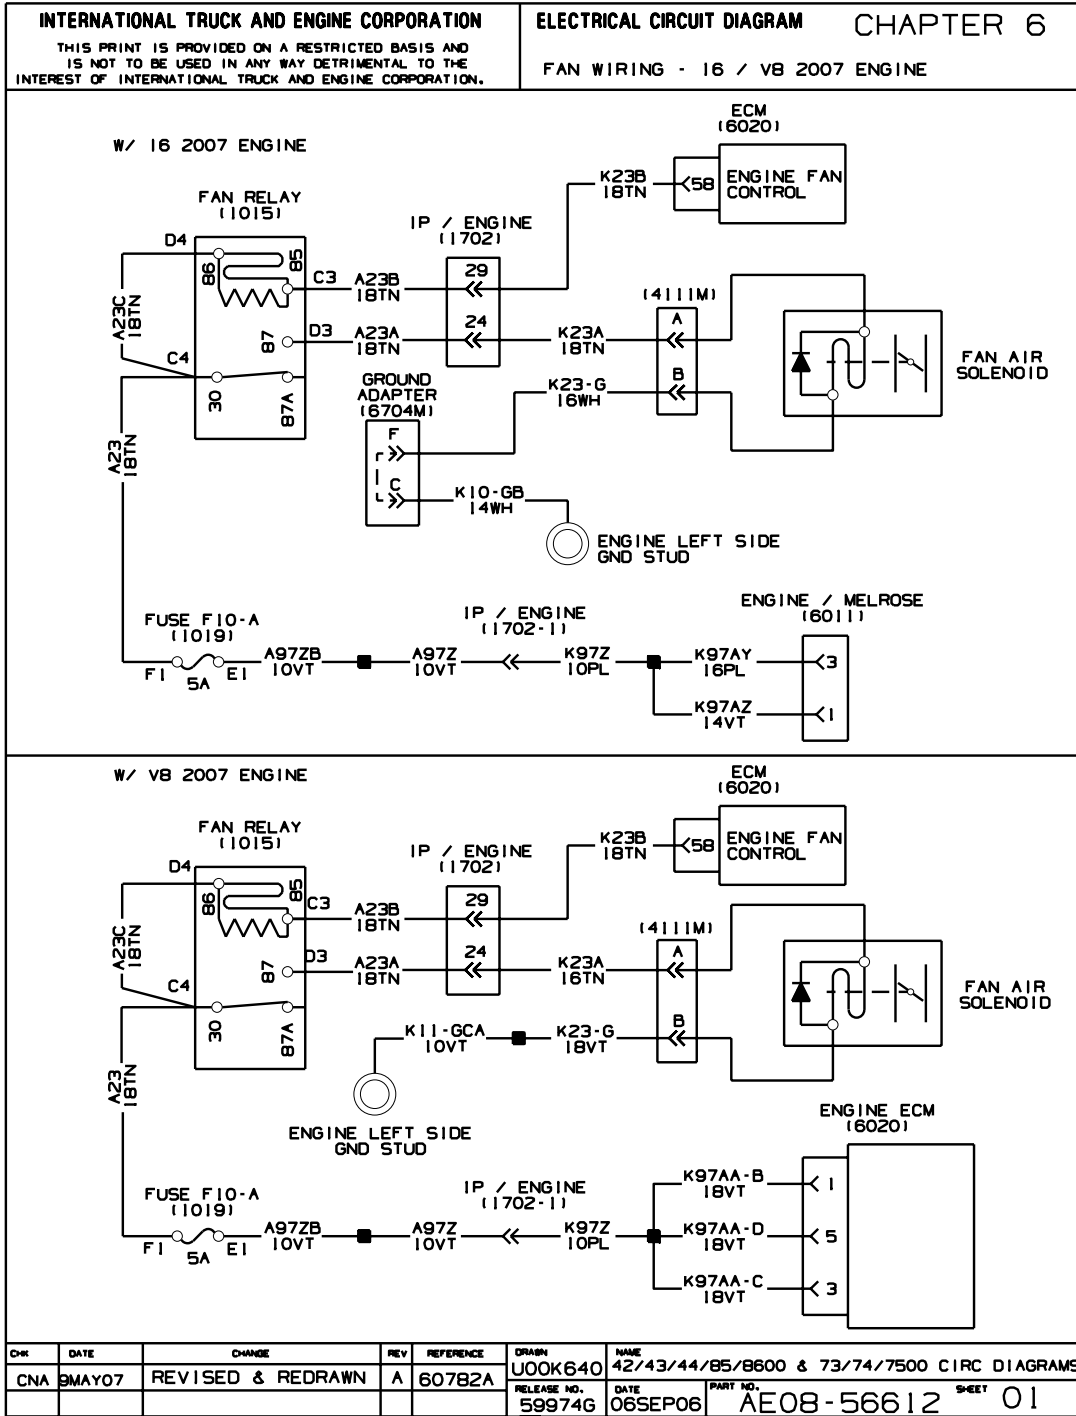 INTERNATIONAL TRUCK AND ENGINE CORPORATION
THIS PRINT IS PROVIDED ON A RESTRICTED BASIS AND
IS NOT TO BE USED IN ANY WAY DETRIMENTAL TO THE
INTEREST OF INTERNATIONAL TRUCK AND ENGINE CORPORATION.
ELECTRICAL CIRCUIT DIAGRAM
CHAPTER 6
FAN WIRING - I6 / V8 2007 ENGINE
W/ I6 2007 ENGINE
ECM
(6020)
K23B
18TN
58
ENGINE FAN
CONTROL
FAN RELAY
(1015)
D4
86
85
C3
A23B
18TN
IP / ENGINE
(1702)
29
A23C
18TN
87
D3
A23A
18TN
24
K23A
18TN
(4111M)
A
B
FAN AIR
SOLENOID
C4
30
87A
GROUND
ADAPTER
(6704M)
K23-G
16WH
A23
18TN
F
C
K10-GB
14WH
ENGINE LEFT SIDE
GND STUD
FUSE F10-A
(1019)
F1
5A
E1
A97ZB
10VT
A97Z
10VT
IP / ENGINE
(1702-1)
K97Z
10PL
ENGINE / MELROSE
(6011)
K97AY
16PL
3
K97AZ
14VT
1
W/ V8 2007 ENGINE
ECM
(6020)
K23B
18TN
58
ENGINE FAN
CONTROL
FAN RELAY
(1015)
D4
86
85
C3
A23B
18TN
IP / ENGINE
(1702)
29
A23C
18TN
87
D3
A23A
18TN
24
K23A
16TN
(4111M)
A
B
FAN AIR
SOLENOID
C4
30
87A
K11-GCA
10VT
K23-G
18VT
A23
18TN
ENGINE LEFT SIDE
GND STUD
ENGINE ECM
(6020)
FUSE F10-A
(1019)
F1
5A
E1
A97ZB
10VT
A97Z
10VT
IP / ENGINE
(1702-1)
K97Z
10PL
K97AA-B
18VT
1
K97AA-D
18VT
5
K97AA-C
18VT
3
CHK DATE CHANGE REV REFERENCE
CNA 9MAY07 REVISED & REDRAWN A 60782A
DRAWN
U00K640
NAME
42/43/44/85/8600 & 73/74/7500 CIRC DIAGRAMS
RELEASE NO.
59974G
DATE
06SEP06
PART NO.
AE08-56612
SHEET
01